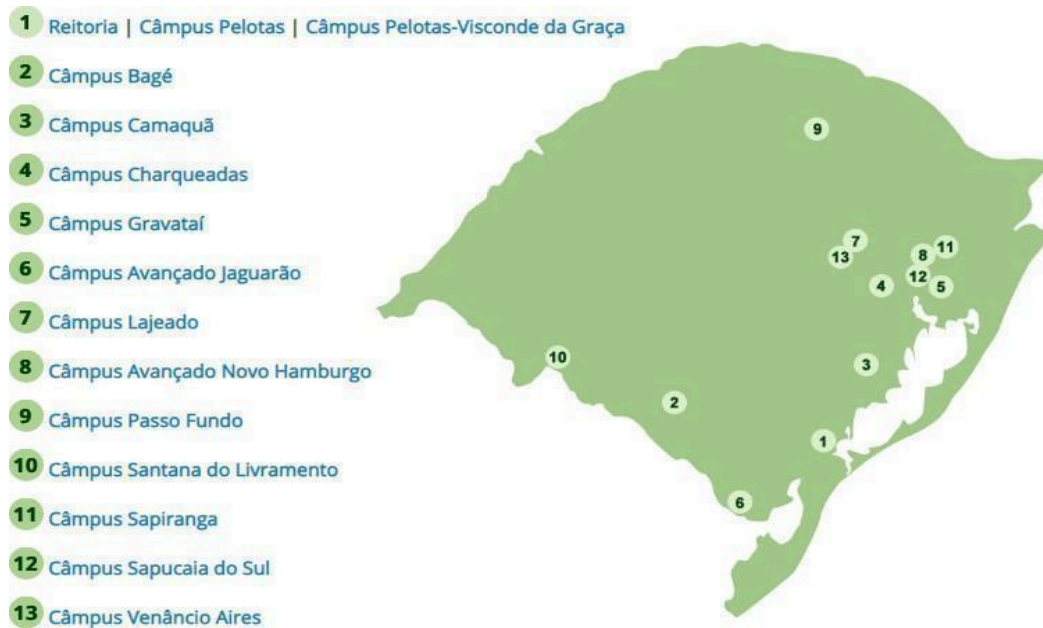 1 Reitoria | Câmpus Pelotas | Câmpus Pelotas-Visconde da Graça
2 Câmpus Bagé
3 Câmpus Camaquã
4 Câmpus Charqueadas
5 Câmpus Gravataí
6 Câmpus Avançado Jaguarão
7 Câmpus Lajeado
8 Câmpus Avançado Novo Hamburgo
9 Câmpus Passo Fundo
10 Câmpus Santana do Livramento
11 Câmpus Sapiranga
12 Câmpus Sapucaia do Sul
13 Câmpus Venâncio Aires
9
7
11
8
13
12
4
5
10
3
2
1
6